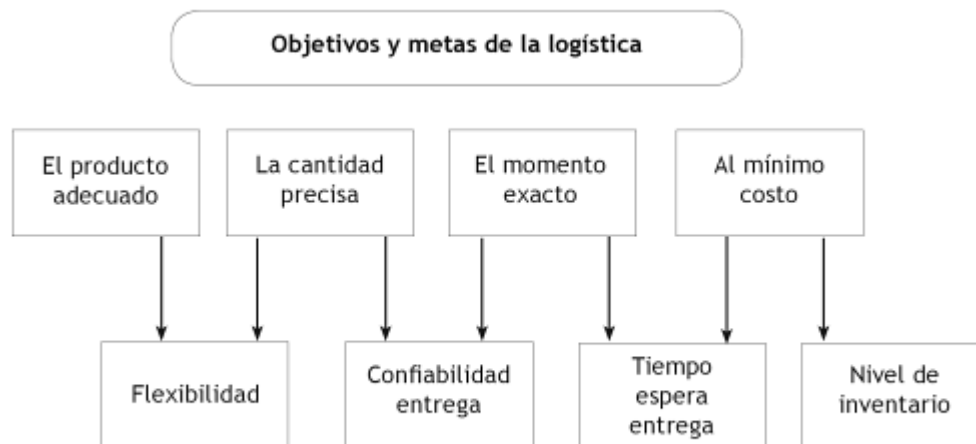 Objetivos y metas de la logística
El producto
adecuado
La cantidad
precisa
El momento
exacto
Al mínimo
costo
Flexibilidad
Confiabilidad
entrega
Tiempo
espera
entrega
Nivel de
inventario